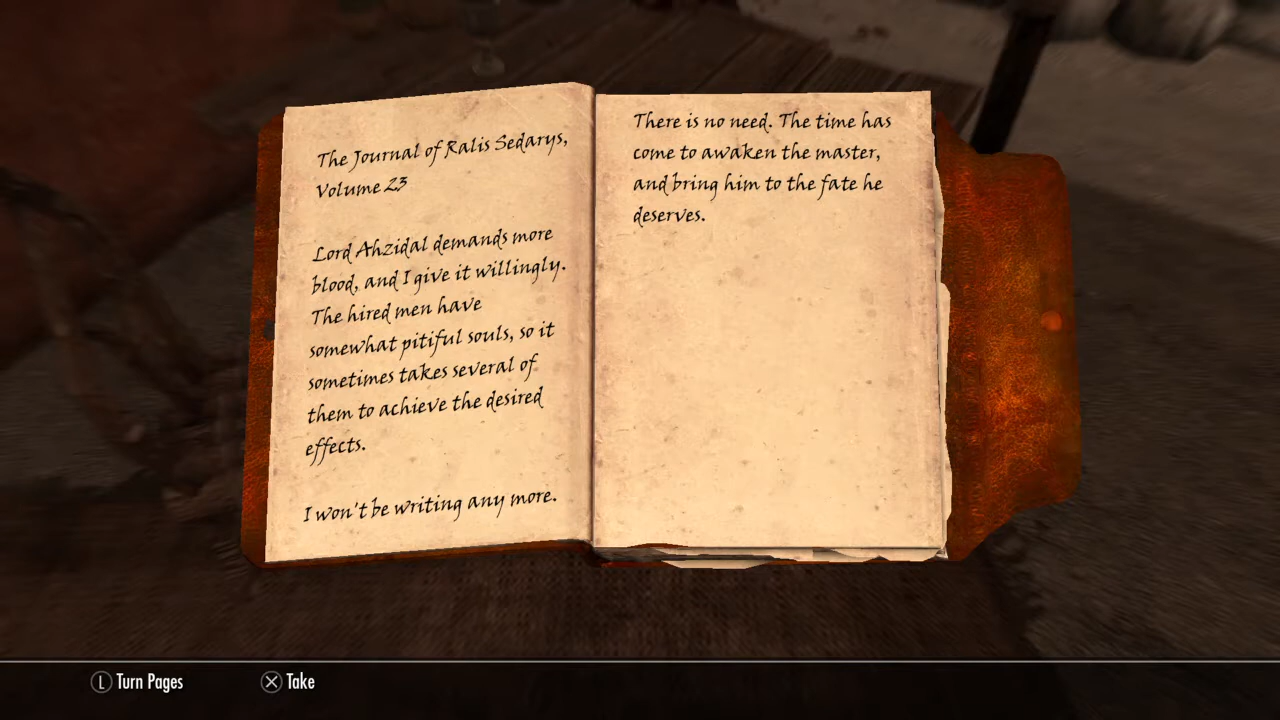 The Journal of Ralis Sedarys,
Volume 23
Lord Ahzidal demands more
blood, and I give it willingly.
The hired men have
somewhat pitiful souls, so it
sometimes takes several of
them to achieve the desired
effects.
I won't be writing any more.
There is no need. The time has
come to awaken the master,
and bring him to the fate he
deserves.
L Turn Pages
X Take